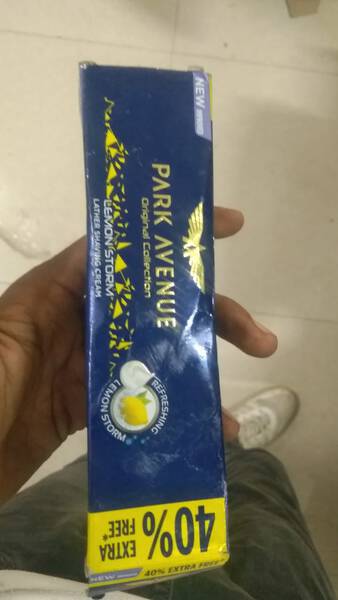 NEW
PARK AVENUE
Original Collection
LEMON STORM
LATHER SHAVING CREAM
REFRESHING
LEMON STORM
40%
EXTRA
FREE*
NEW
40% EXTRA FREE*